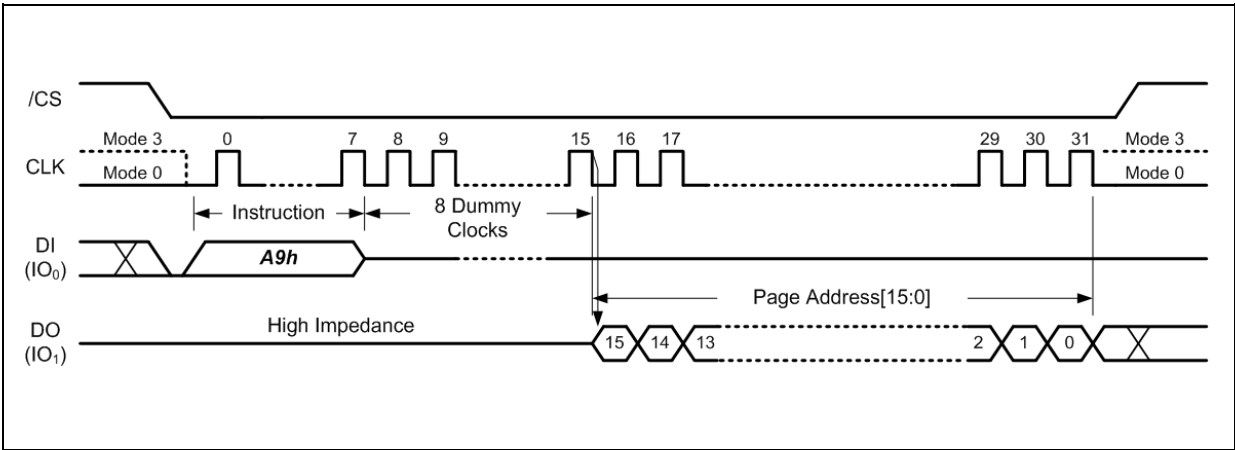 /CS
Mode 3 0 7 8 9 15 16 17 29 30 31 Mode 3
CLK
Mode 0 Mode 0
Instruction 8 Dummy
Clocks
DI
(IO₀)
A9h
Page Address[15:0]
DO
(IO₁)
High Impedance
15 14 13 2 1 0